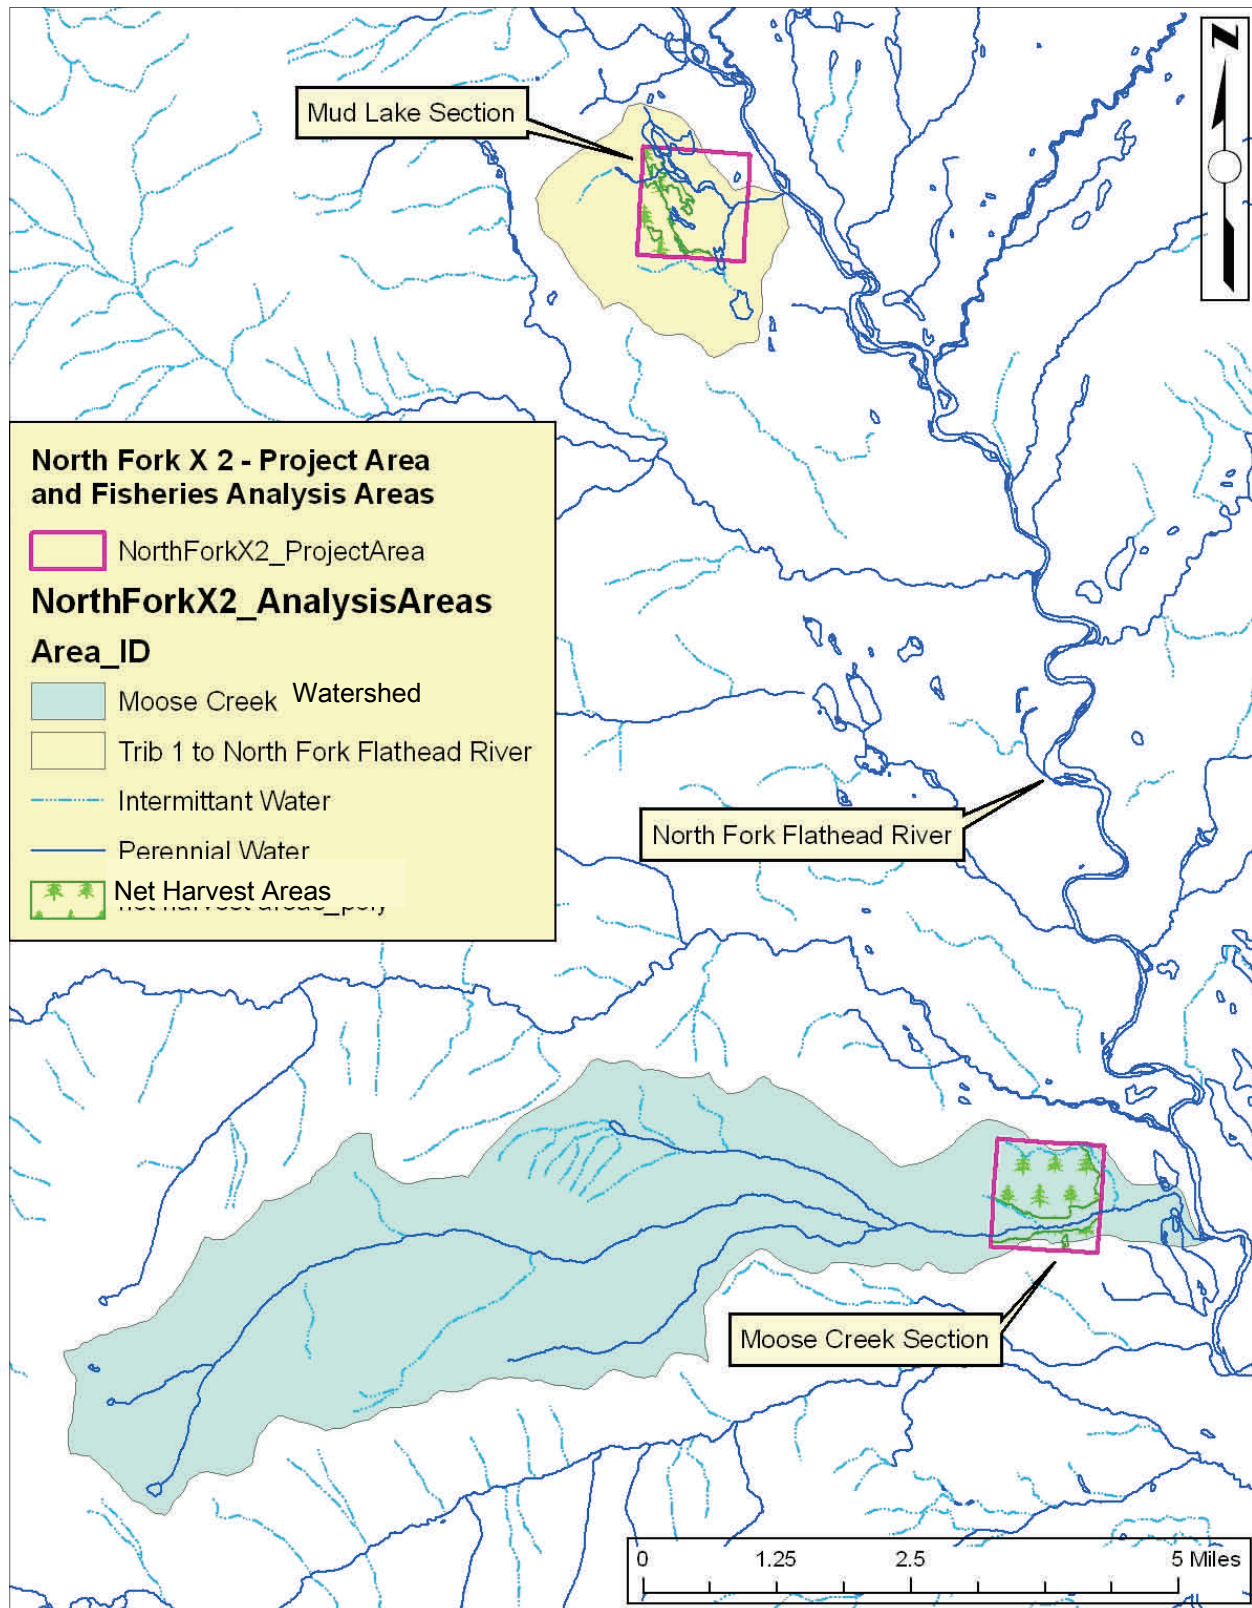 Mud Lake Section
N
North Fork X 2 - Project Area
and Fisheries Analysis Areas
NorthForkX2_ProjectArea
NorthForkX2_AnalysisAreas
Area_ID
Moose Creek Watershed
Trib 1 to North Fork Flathead River
Intermittant Water
Perennial Water
Net Harvest Areas
North Fork Flathead River
Moose Creek Section
0 1.25 2.5 5 Miles